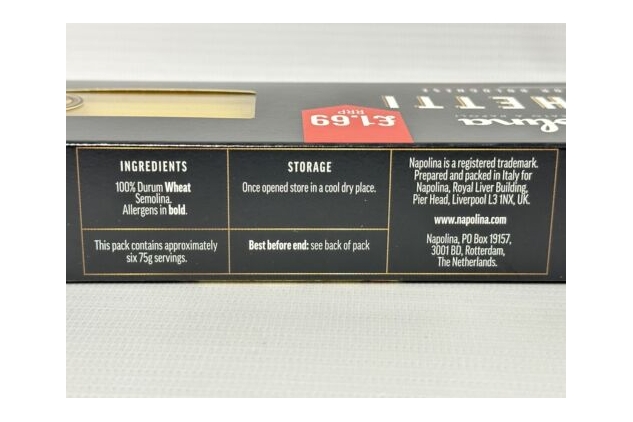 HETTI
£1.69
RRP
INGREDIENTS
100% Durum Wheat
Semolina.
Allergens in bold.
This pack contains approximately
six 75g servings.
STORAGE
Once opened store in a cool dry place.
Best before end: see back of pack
Napolina is a registered trademark.
Prepared and packed in Italy for
Napolina, Royal Liver Building,
Pier Head, Liverpool L3 1NX, UK.
www.napolina.com
Napolina, PO Box 19157,
3001 BD, Rotterdam,
The Netherlands.